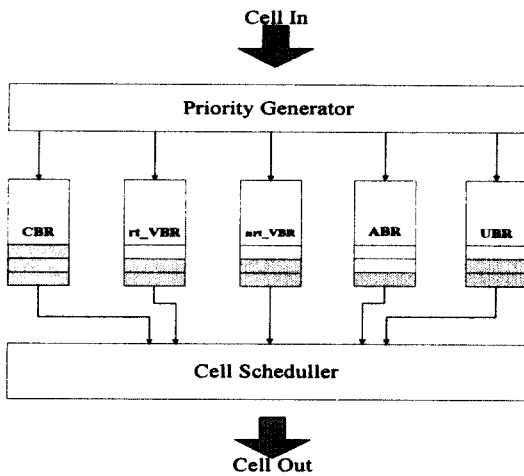 Cell In
Priority Generator
CBR
rt_VBR
nrt_VBR
ABR
UBR
Cell Scheduller
Cell Out